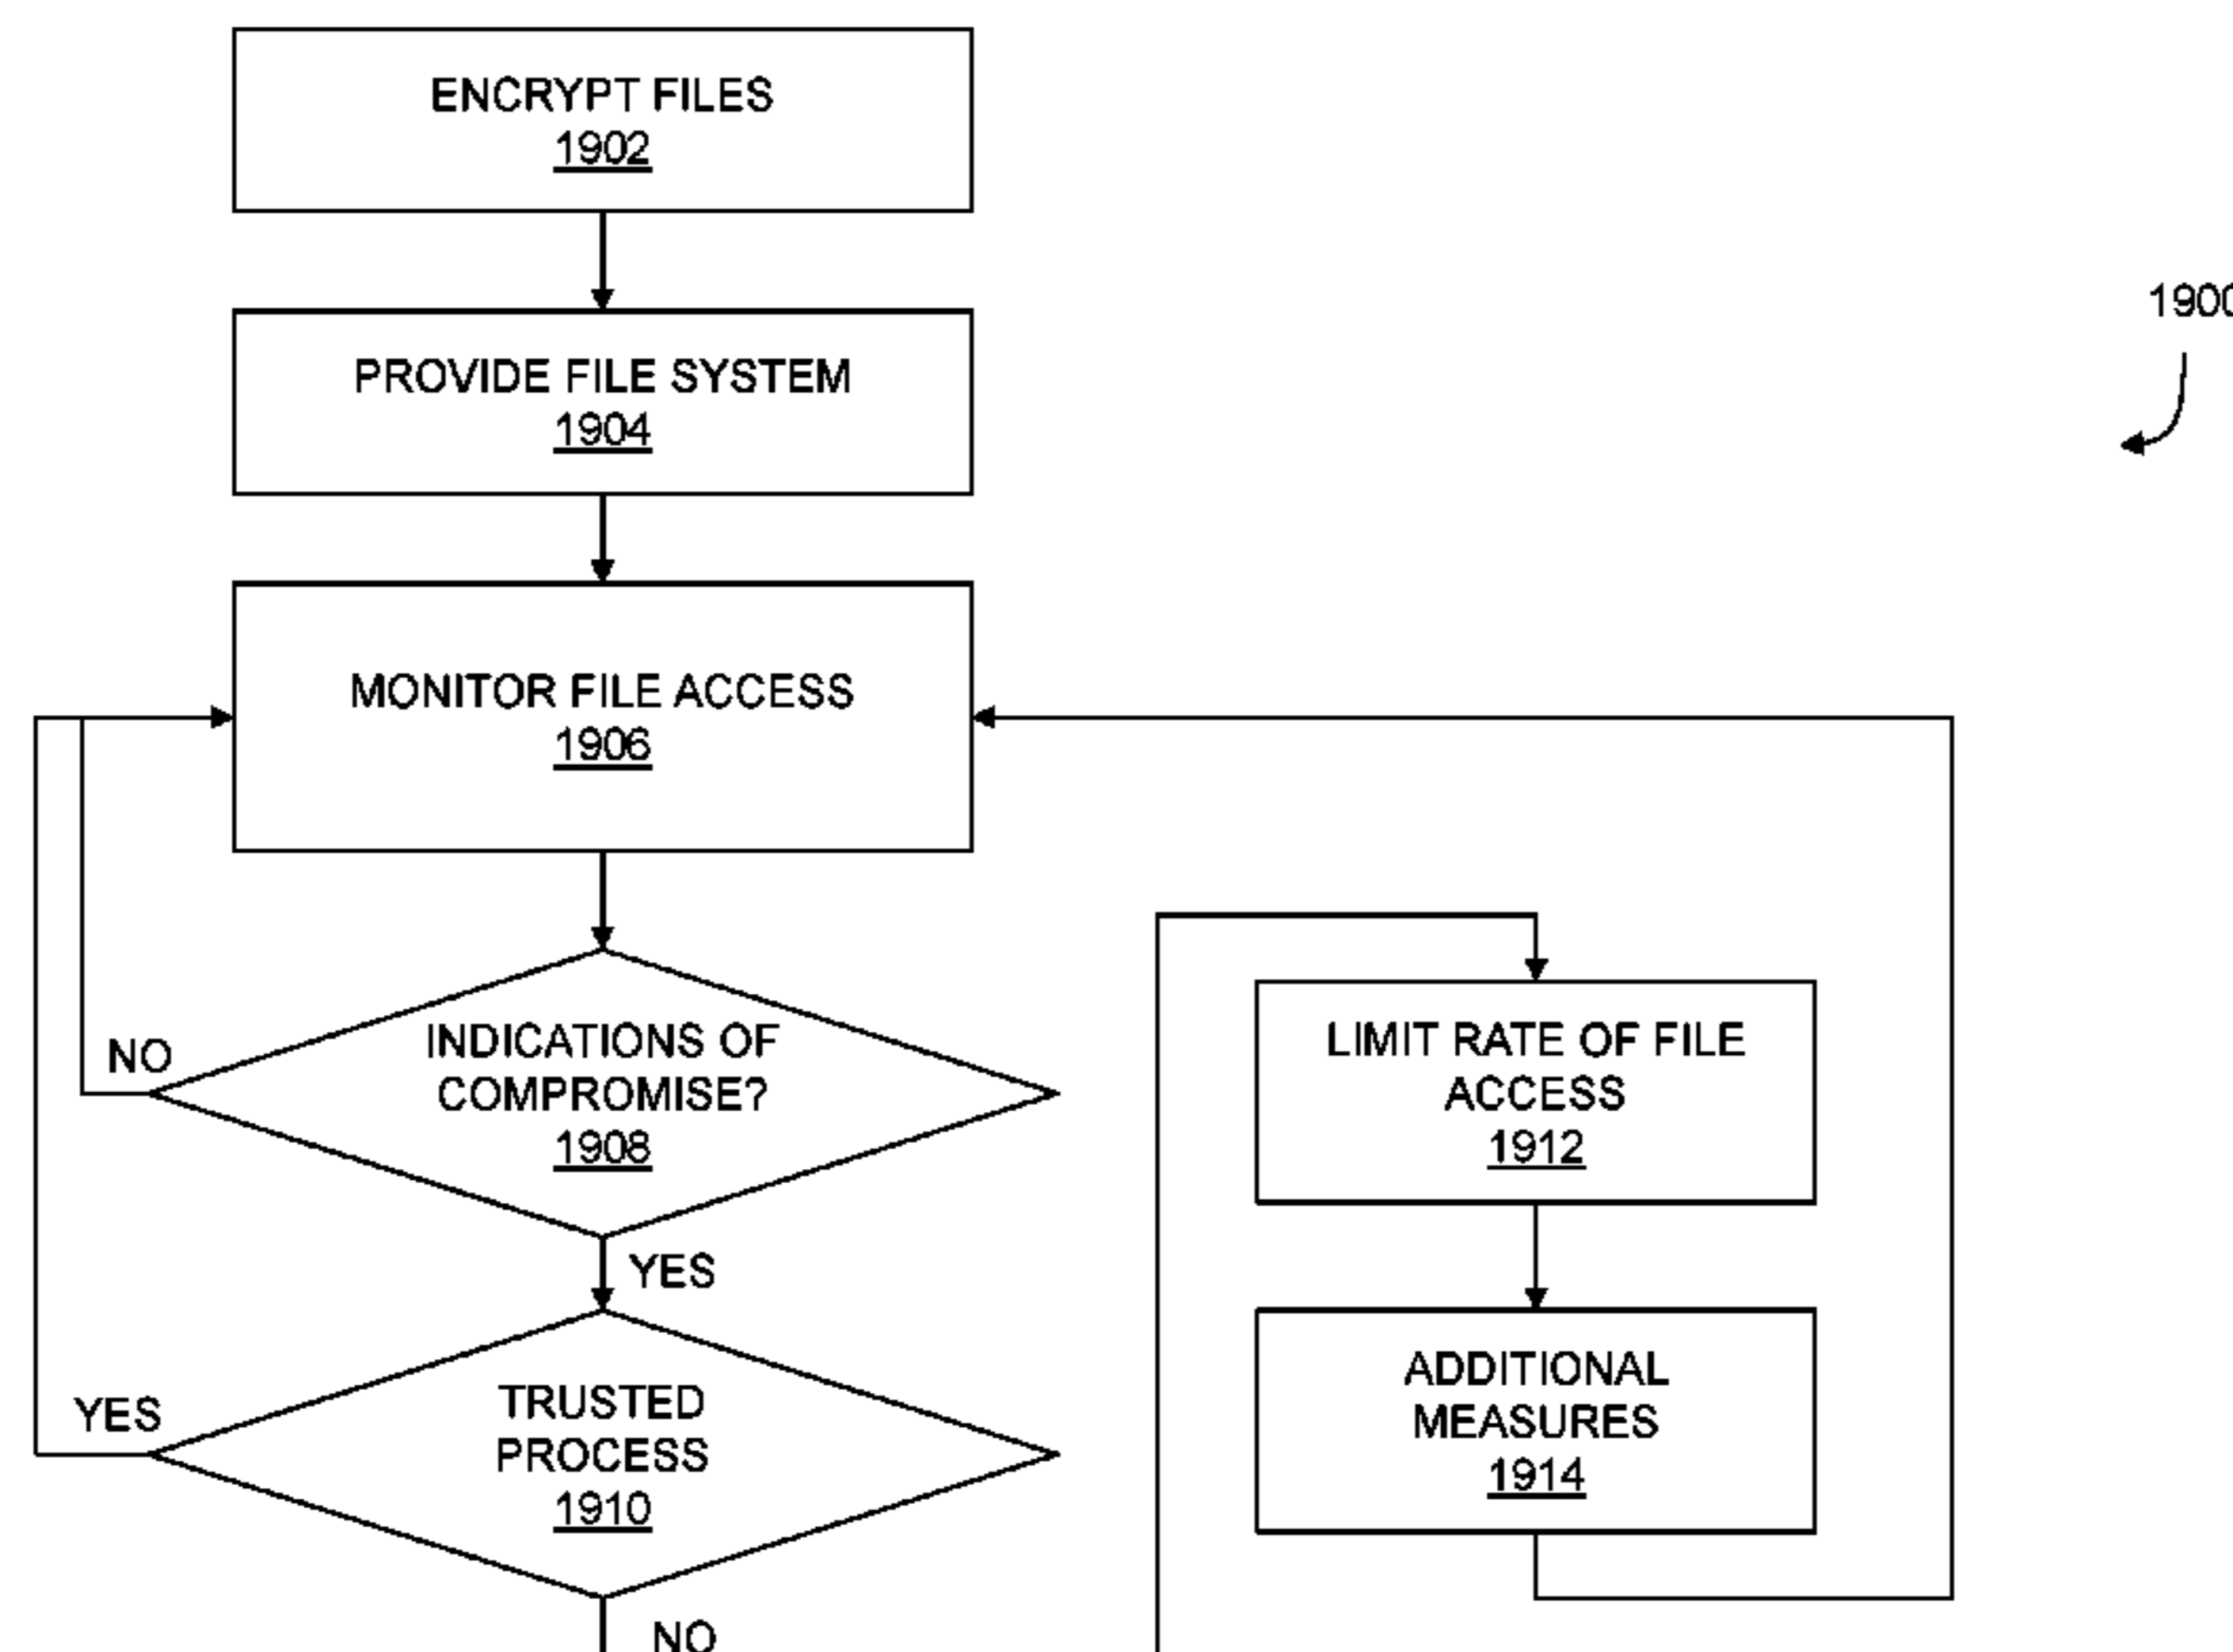 ENCRYPT FILES
1902
PROVIDE FILE SYSTEM
1904
1900
MONITOR FILE ACCESS
1906
NO
INDICATIONS OF
COMPROMISE?
1908
YES
LIMIT RATE OF FILE
ACCESS
1912
YES
TRUSTED
PROCESS
1910
NO
ADDITIONAL
MEASURES
1914